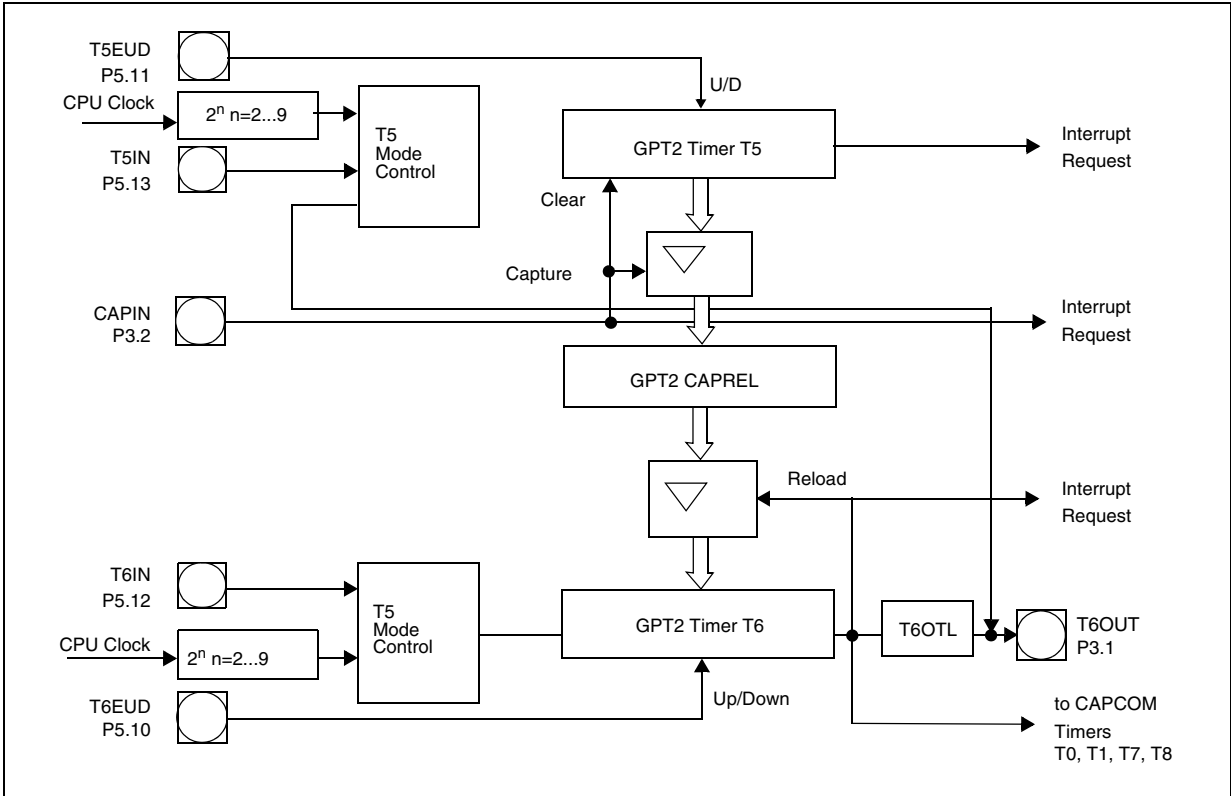 T5EUD
P5.11
CPU Clock
2ⁿ n=2...9
T5IN
P5.13
T5
Mode
Control
U/D
GPT2 Timer T5
Interrupt
Request
Clear
Capture
CAPIN
P3.2
Interrupt
Request
GPT2 CAPREL
Reload
Interrupt
Request
T6IN
P5.12
CPU Clock
2ⁿ n=2...9
T6EUD
P5.10
T5
Mode
Control
GPT2 Timer T6
Up/Down
T6OTL
T6OUT
P3.1
to CAPCOM
Timers
T0, T1, T7, T8